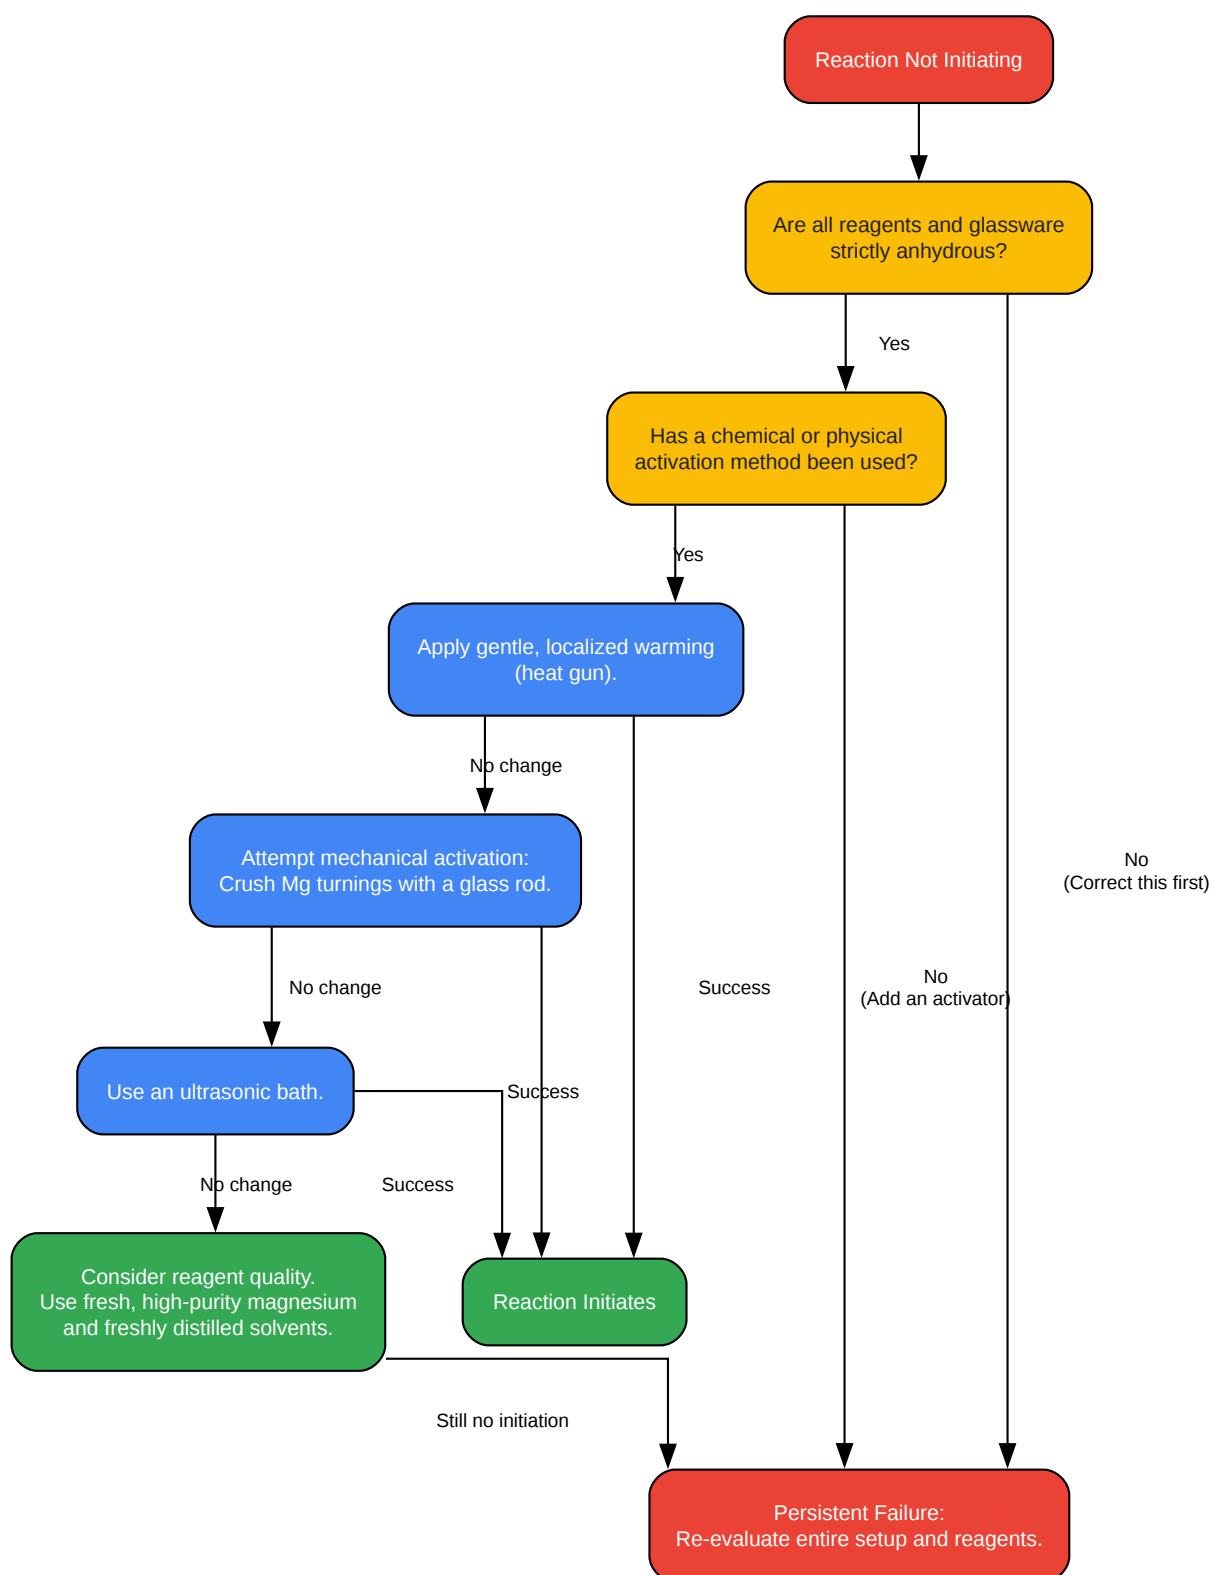 Reaction Not Initiating
Are all reagents and glassware
strictly anhydrous?
Yes
Has a chemical or physical
activation method been used?
Yes
Apply gentle, localized warming
(heat gun).
No change
Attempt mechanical activation:
Crush Mg turnings with a glass rod.
No
(Correct this first)
No change
Success
No
(Add an activator)
Use an ultrasonic bath.
Success
No change
Success
Consider reagent quality.
Use fresh, high-purity magnesium
and freshly distilled solvents.
Reaction Initiates
Still no initiation
Persistent Failure:
Re-evaluate entire setup and reagents.